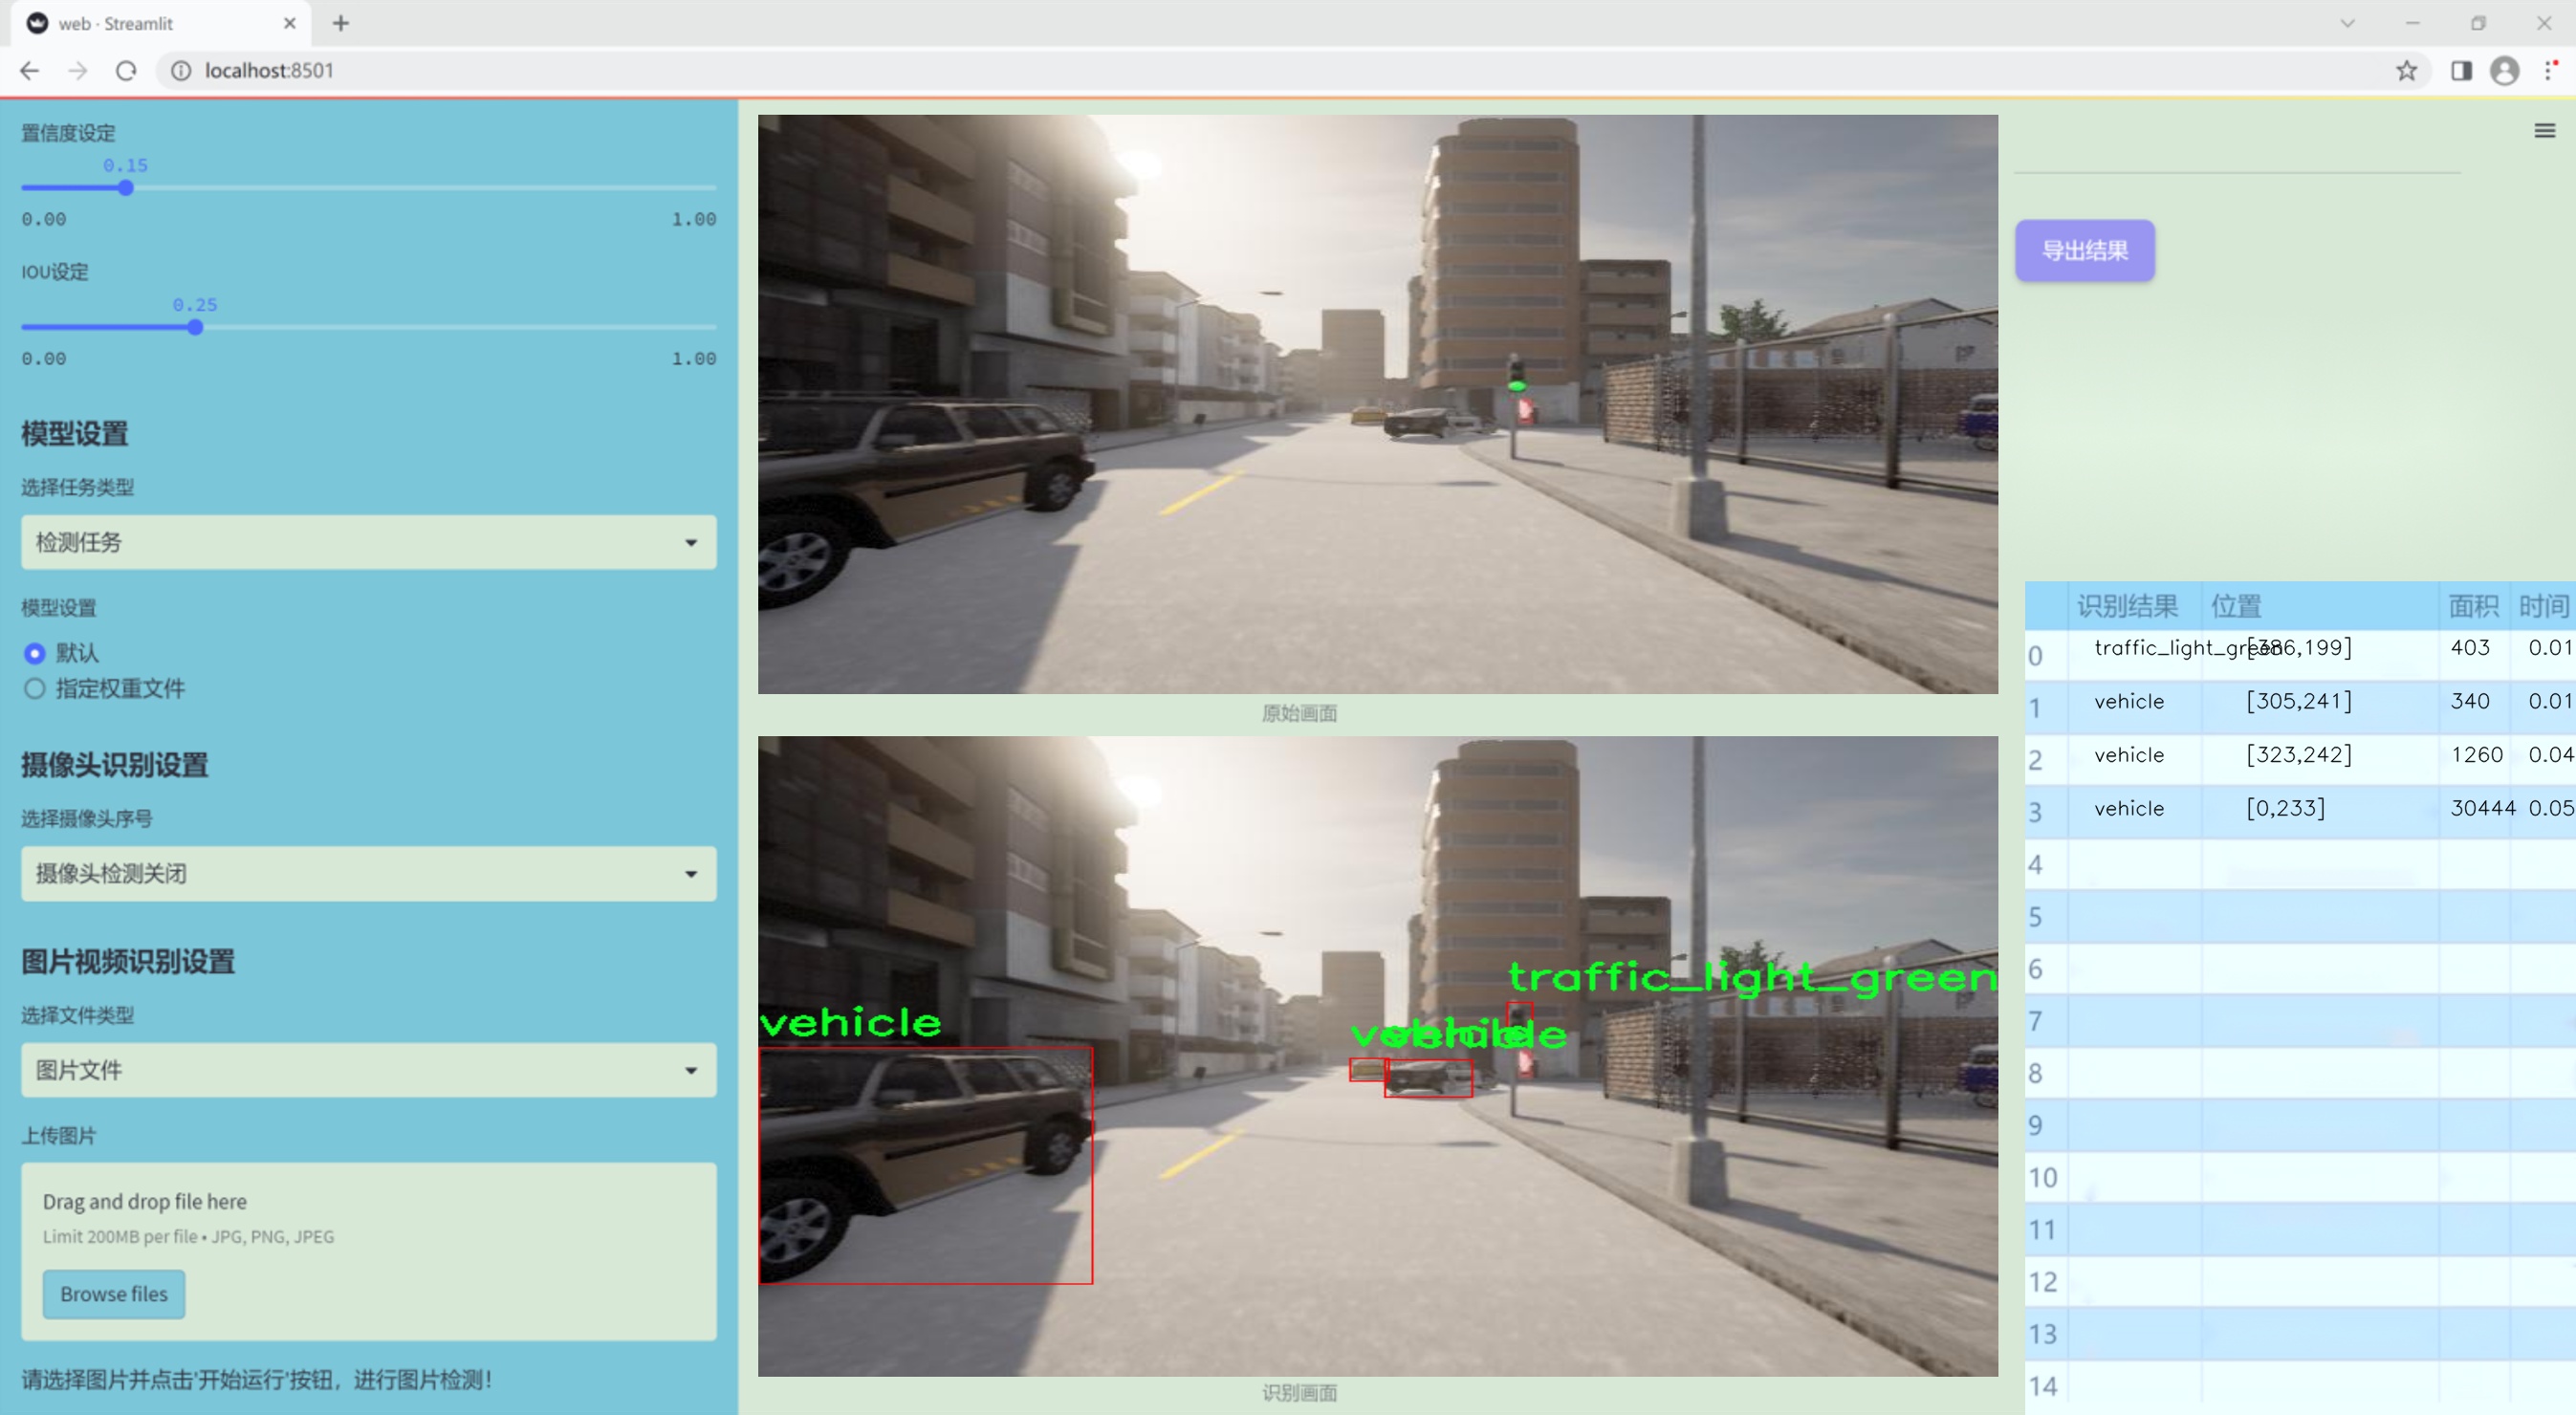 web · Streamlit
localhost:8501
置信度设定
0.15
0.00 1.00
IOU设定
0.25
0.00 1.00
模型设置
选择任务类型
检测任务
模型设置
默认
指定权重文件
摄像头识别设置
选择摄像头序号
摄像头检测关闭
图片视频识别设置
选择文件类型
图片文件
上传图片
Drag and drop file here
Limit 200MB per file • JPG, PNG, JPEG
Browse files
请选择图片并点击'开始运行'按钮，进行图片检测!
原始画面
traffic_light_green
vehicle
vehicle
vehicle
识别画面
导出结果
识别结果 位置 面积 时间
0 traffic_light_green [386,199] 403 0.01
1 vehicle [305,241] 340 0.01
2 vehicle [323,242] 1260 0.04
3 vehicle [0,233] 30444 0.05
4
5
6
7
8
9
10
11
12
13
14